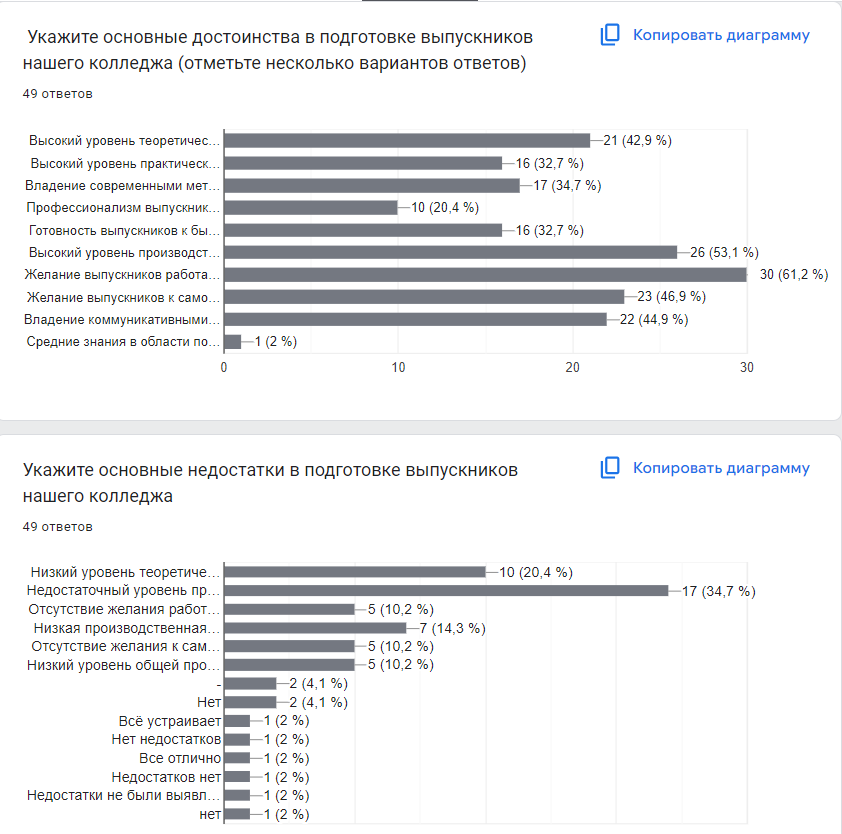 Укажите основные достоинства в подготовке выпускников
нашего колледжа (отметьте несколько вариантов ответов)
Копировать диаграмму
49 ответов
Высокий уровень теоретичес... 21 (42,9 %)
Высокий уровень практическ... 16 (32,7 %)
Владение современными мет... 17 (34,7 %)
Профессионализм выпускник... 10 (20,4 %)
Готовность выпускников к бы... 16 (32,7 %)
Высокий уровень производст... 26 (53,1 %)
Желание выпускников работа... 30 (61,2 %)
Желание выпускников к само... 23 (46,9 %)
Владение коммуникативными... 22 (44,9 %)
Средние знания в области по... 1 (2 %)
0 10 20 30
Укажите основные недостатки в подготовке выпускников
нашего колледжа
Копировать диаграмму
49 ответов
Низкий уровень теоретиче... 10 (20,4 %)
Недостаточный уровень пр... 17 (34,7 %)
Отсутствие желания работ... 5 (10,2 %)
Низкая производственная... 7 (14,3 %)
Отсутствие желания к сам... 5 (10,2 %)
Низкий уровень общей про... 5 (10,2 %)
- 2 (4,1 %)
Нет 2 (4,1 %)
Всё устраивает 1 (2 %)
Нет недостатков 1 (2 %)
Все отлично 1 (2 %)
Недостатков нет 1 (2 %)
Недостатки не были выявл... 1 (2 %)
нет 1 (2 %)